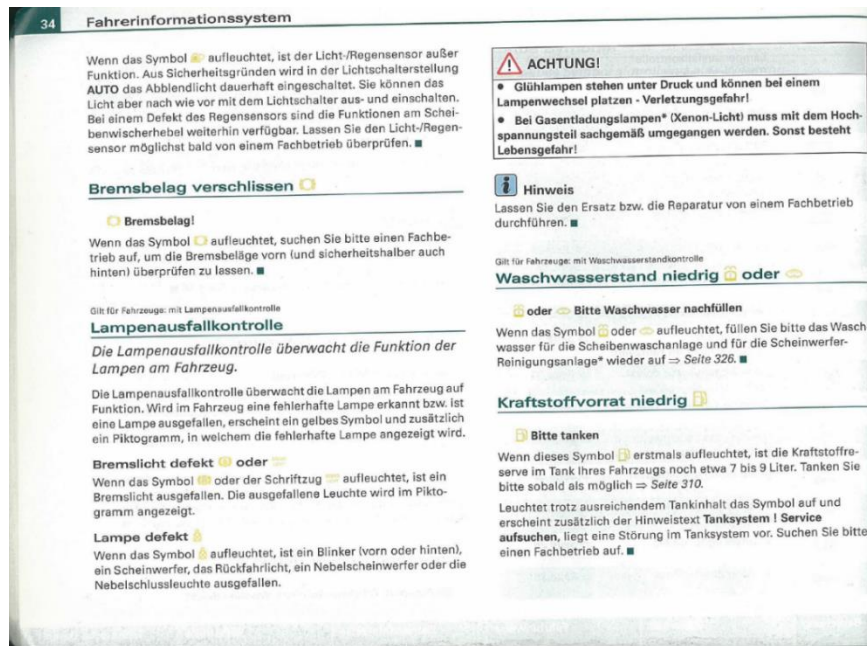 34
Fahrerinformationssystem
Wenn das Symbol aufleuchtet, ist der Licht-/Regensensor außer
Funktion. Aus Sicherheitsgründen wird in der Lichtschalterstellung
AUTO das Abblendlicht dauerhaft eingeschaltet. Sie können das
Licht aber nach wie vor mit dem Lichtschalter aus- und einschalten.
Bei einem Defekt des Regensensors sind die Funktionen am Schei-
benwischerhebel weiterhin verfügbar. Lassen Sie den Licht-/Regen-
sensor möglichst bald von einem Fachbetrieb überprüfen.
Bremsbelag verschlissen
Bremsbelag!
Wenn das Symbol aufleuchtet, suchen Sie bitte einen Fachbe-
trieb auf, um die Bremsbeläge vorn (und sicherheitshalber auch
hinten) überprüfen zu lassen.
Gilt für Fahrzeuge: mit Lampenausfallkontrolle
Lampenausfallkontrolle
Die Lampenausfallkontrolle überwacht die Funktion der
Lampen am Fahrzeug.
Die Lampenausfallkontrolle überwacht die Lampen am Fahrzeug auf
Funktion. Wird im Fahrzeug eine fehlerhafte Lampe erkannt bzw. ist
eine Lampe ausgefallen, erscheint ein gelbes Symbol und zusätzlich
ein Piktogramm, in welchem die fehlerhafte Lampe angezeigt wird.
Bremslicht defekt oder
Wenn das Symbol oder der Schriftzug aufleuchtet, ist ein
Bremslicht ausgefallen. Die ausgefallene Leuchte wird im Pikto-
gramm angezeigt.
Lampe defekt
Wenn das Symbol aufleuchtet, ist ein Blinker (vorn oder hinten),
ein Scheinwerfer, das Rückfahrlicht, ein Nebelscheinwerfer oder die
Nebelschlussleuchte ausgefallen.
ACHTUNG!
• Glühlampen stehen unter Druck und können bei einem
Lampenwechsel platzen - Verletzungsgefahr!
• Bei Gasentladungslampen* (Xenon-Licht) muss mit dem Hoch-
spannungsteil sachgemäß umgegangen werden. Sonst besteht
Lebensgefahr!
Hinweis
Lassen Sie den Ersatz bzw. die Reparatur von einem Fachbetrieb
durchführen.
Gilt für Fahrzeuge: mit Waschwasserstandkontrolle
Waschwasserstand niedrig oder
oder Bitte Waschwasser nachfüllen
Wenn das Symbol oder aufleuchtet, füllen Sie bitte das Wasch
wasser für die Scheibenwaschanlage und für die Scheinwerfer-
Reinigungsanlage* wieder auf ⇒ Seite 326.
Kraftstoffvorrat niedrig
Bitte tanken
Wenn dieses Symbol erstmals aufleuchtet, ist die Kraftstoffre-
serve im Tank Ihres Fahrzeugs noch etwa 7 bis 9 Liter. Tanken Sie
bitte sobald als möglich ⇒ Seite 310.
Leuchtet trotz ausreichendem Tankinhalt das Symbol auf und
erscheint zusätzlich der Hinweistext Tanksystem ! Service
aufsuchen, liegt eine Störung im Tanksystem vor. Suchen Sie bitte
einen Fachbetrieb auf.